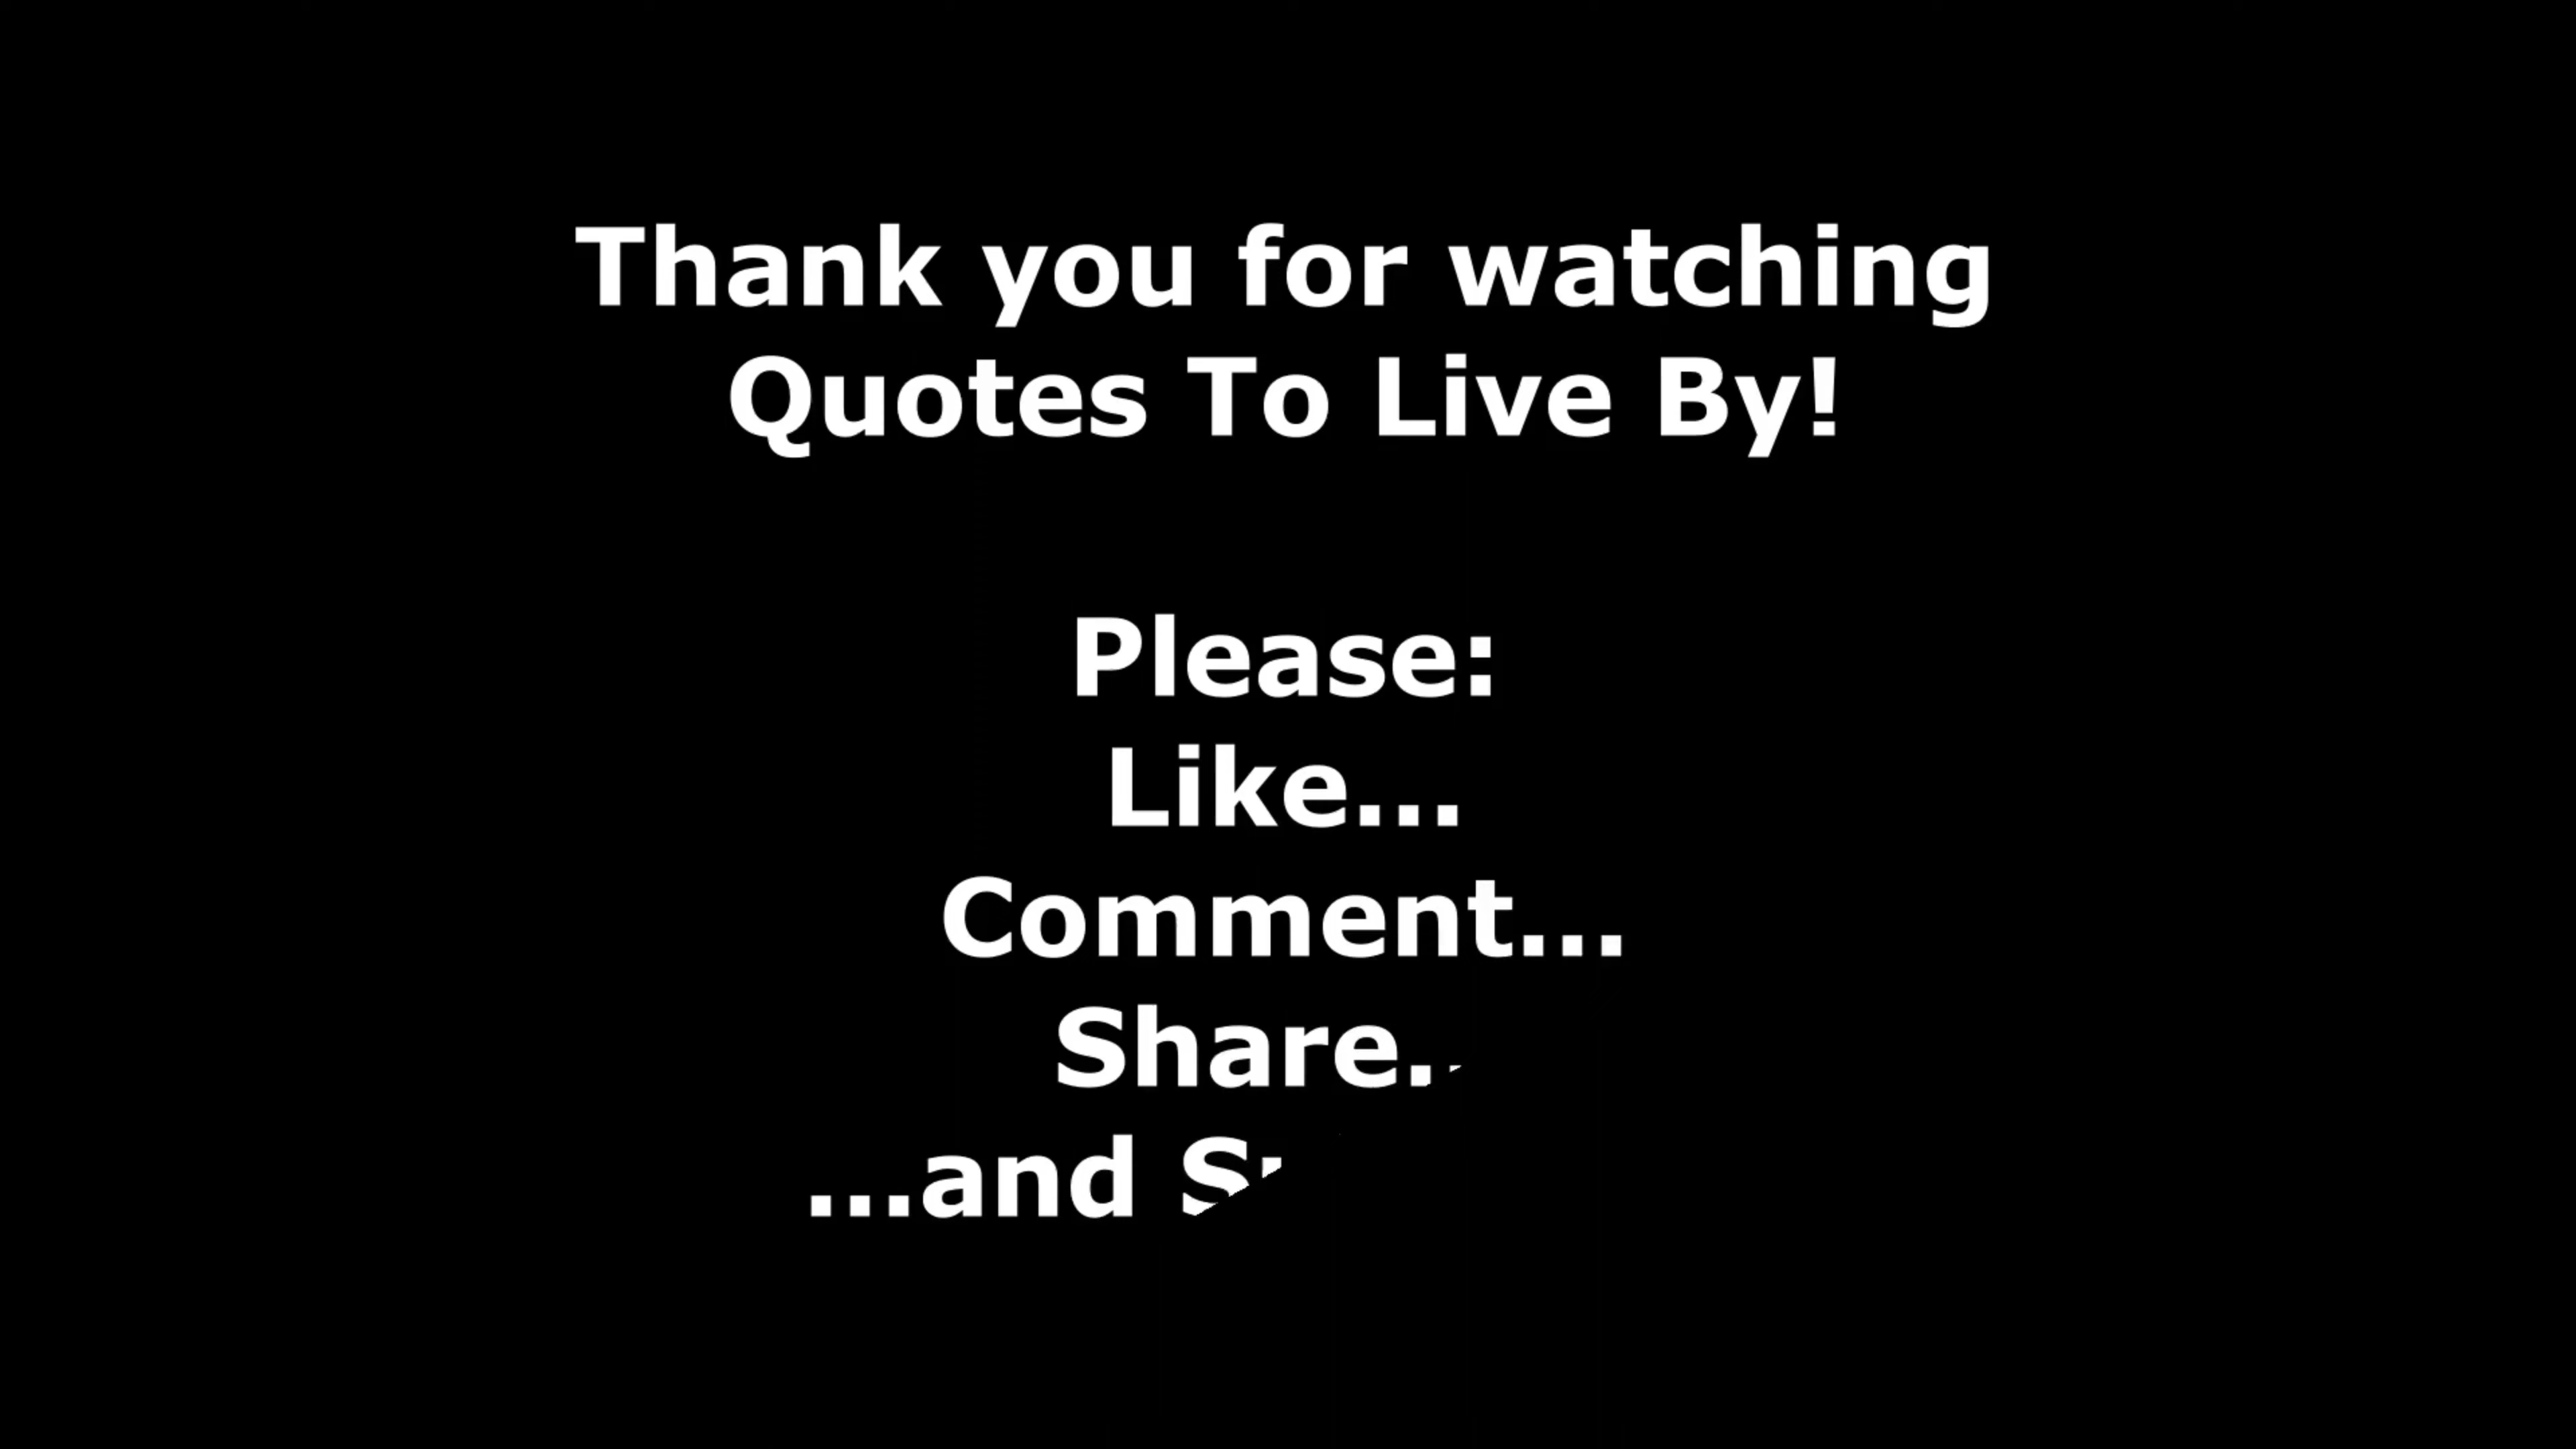 Thank you for watching
Quotes To Live By!
Please:
Like...
Comment...
Share..
...and